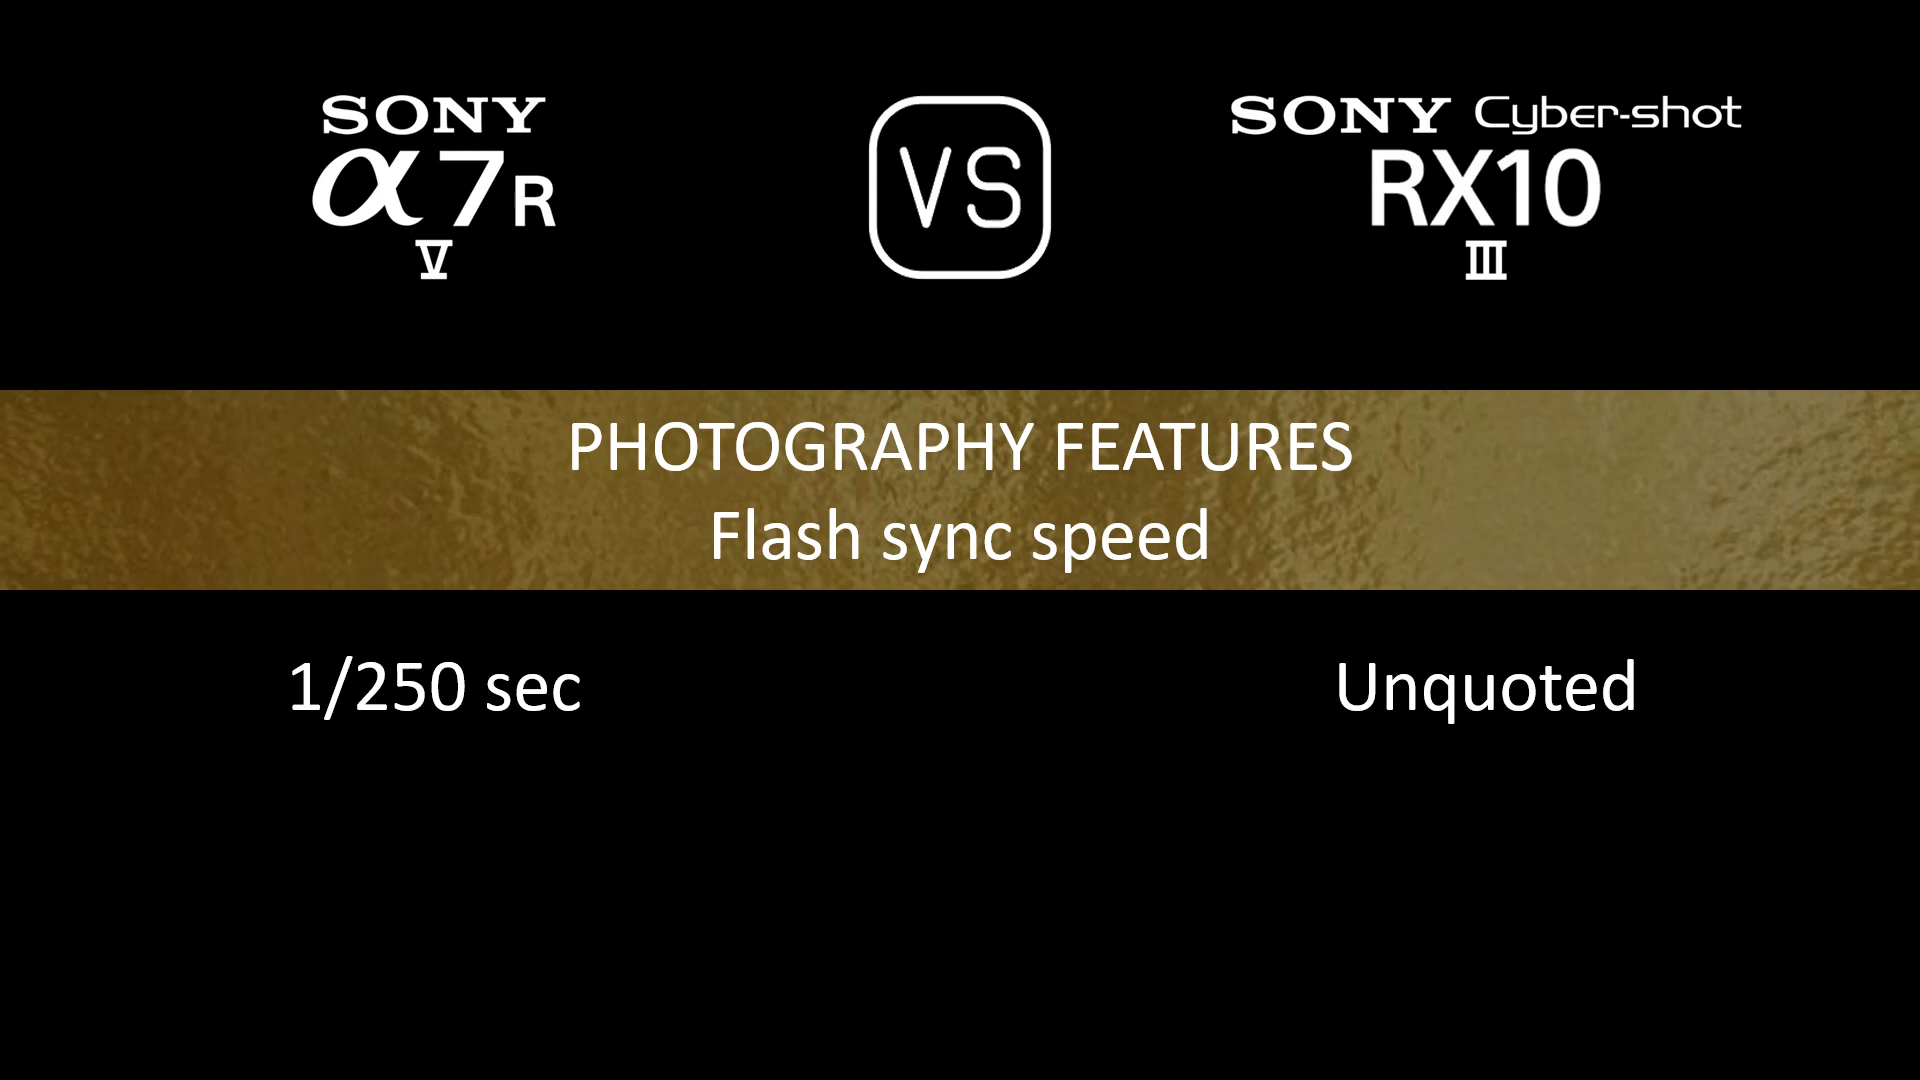 SONY
α7R
V
VS
SONY Cyber-shot
RX10
III
PHOTOGRAPHY FEATURES
Flash sync speed
1/250 sec
Unquoted